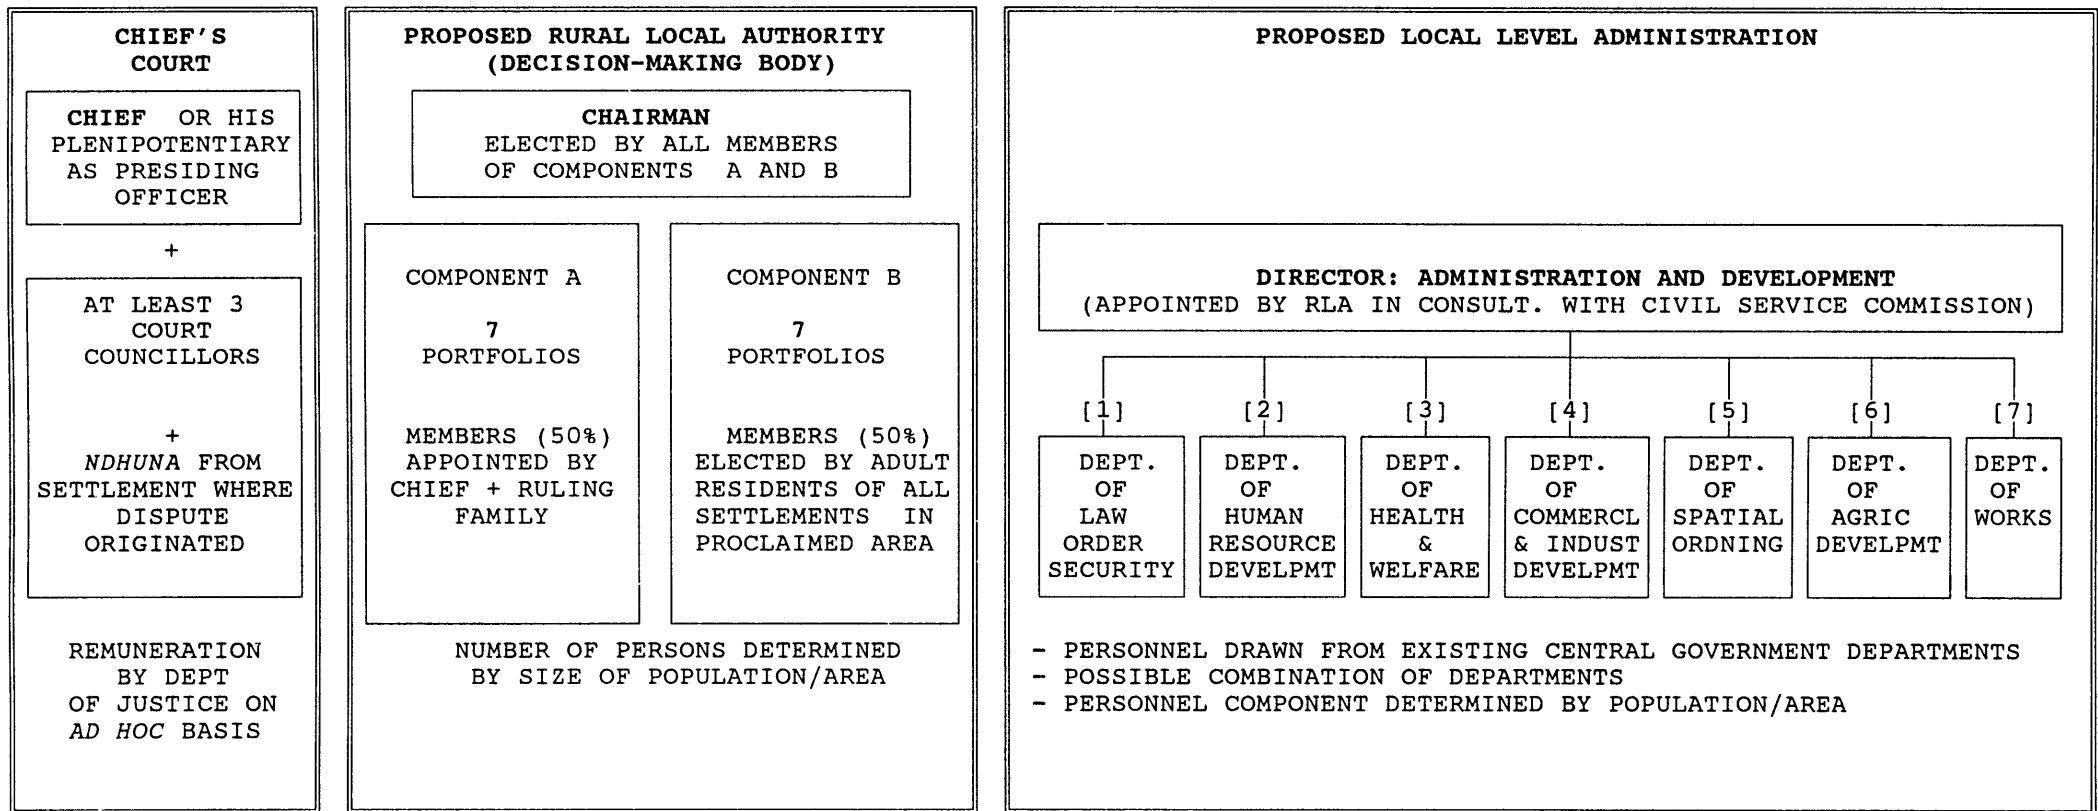 CHIEF'S
COURT
CHIEF OR HIS
PLENIPOTENTIARY
AS PRESIDING
OFFICER
+
AT LEAST 3
COURT
COUNCILLORS
+
NDHUNA FROM
SETTLEMENT WHERE
DISPUTE
ORIGINATED
REMUNERATION
BY DEPT
OF JUSTICE ON
AD HOC BASIS
PROPOSED RURAL LOCAL AUTHORITY
(DECISION-MAKING BODY)
CHAIRMAN
ELECTED BY ALL MEMBERS
OF COMPONENTS A AND B
COMPONENT A
7
PORTFOLIOS
MEMBERS (50%)
APPOINTED BY
CHIEF + RULING
FAMILY
COMPONENT B
7
PORTFOLIOS
MEMBERS (50%)
ELECTED BY ADULT
RESIDENTS OF ALL
SETTLEMENTS IN
PROCLAIMED AREA
NUMBER OF PERSONS DETERMINED
BY SIZE OF POPULATION/AREA
PROPOSED LOCAL LEVEL ADMINISTRATION
DIRECTOR: ADMINISTRATION AND DEVELOPMENT
(APPOINTED BY RLA IN CONSULT. WITH CIVIL SERVICE COMMISSION)
[1]
DEPT.
OF
LAW
ORDER
SECURITY
[2]
DEPT.
OF
HUMAN
RESOURCE
DEVELPMT
[3]
DEPT.
OF
HEALTH
&
WELFARE
[4]
DEPT.
OF
COMMERCL
& INDUST
DEVELPMT
[5]
DEPT.
OF
SPATIAL
ORDNING
[6]
DEPT.
OF
AGRIC
DEVELPMT
[7]
DEPT.
OF
WORKS
- PERSONNEL DRAWN FROM EXISTING CENTRAL GOVERNMENT DEPARTMENTS
- POSSIBLE COMBINATION OF DEPARTMENTS
- PERSONNEL COMPONENT DETERMINED BY POPULATION/AREA